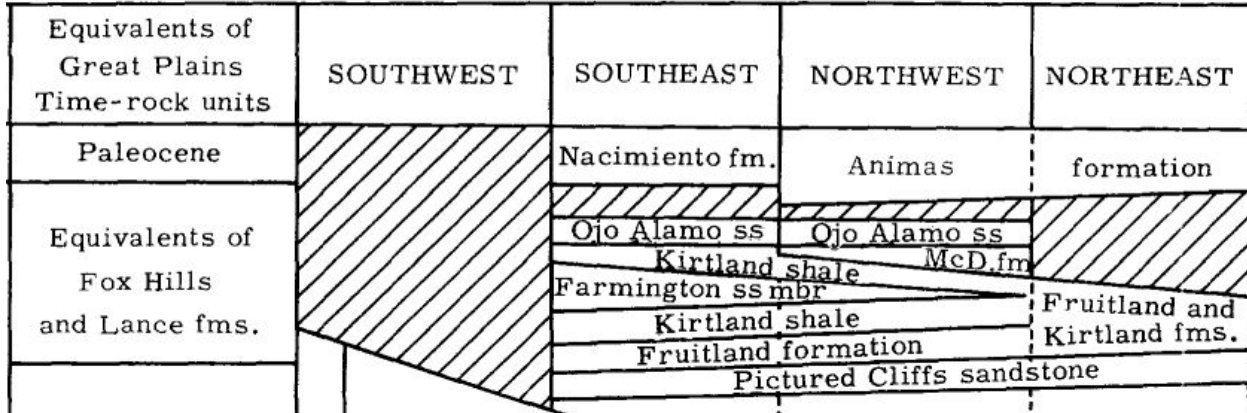 Equivalents of
Great Plains
Time-rock units
SOUTHWEST
SOUTHEAST
NORTHWEST
NORTHEAST
Paleocene
Nacimiento fm.
Animas
formation
Equivalents of
Fox Hills
and Lance fms.
Ojo Alamo ss
Ojo Alamo ss
Kirtland shale
McD. fm
Farmington ss mbr
Kirtland shale
Fruitland and
Kirtland fms.
Fruitland formation
Pictured Cliffs sandstone